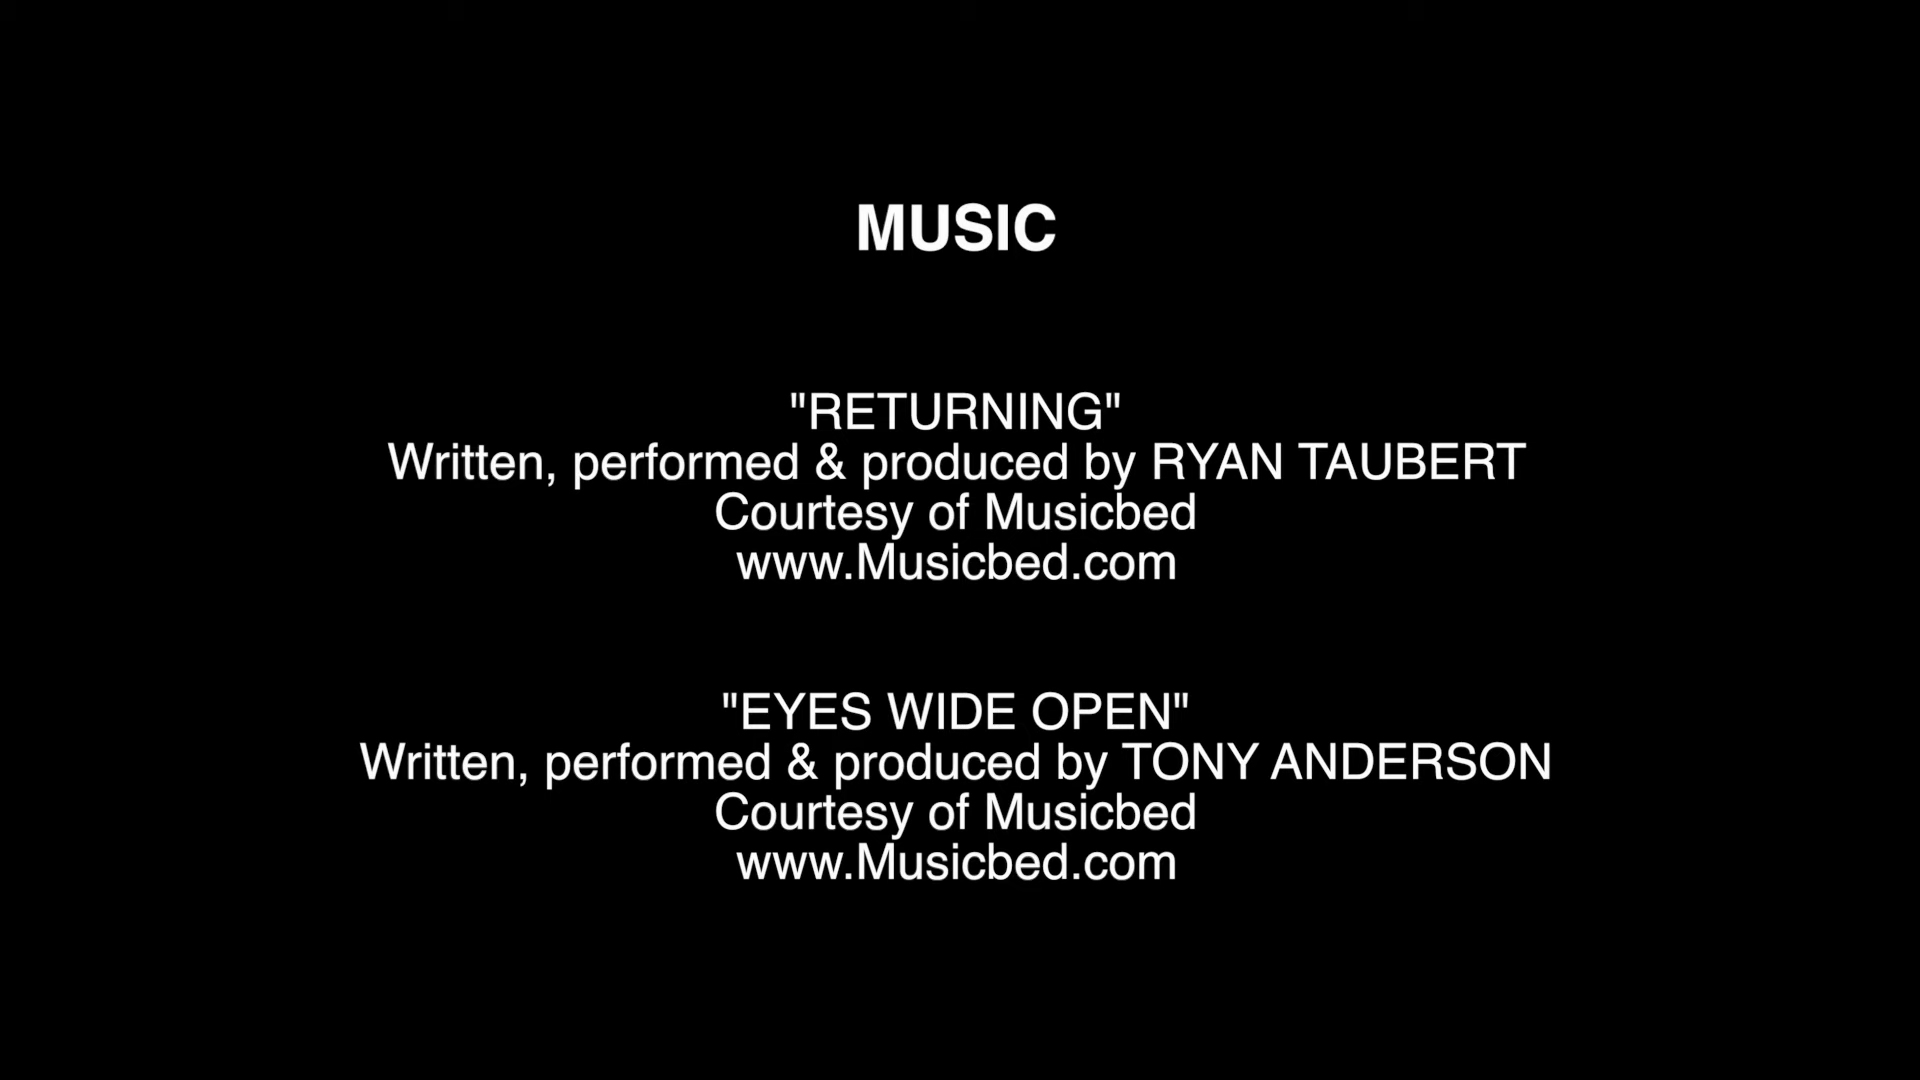 MUSIC
"RETURNING"
Written, performed & produced by RYAN TAUBERT
Courtesy of Musicbed
www.Musicbed.com
"EYES WIDE OPEN"
Written, performed & produced by TONY ANDERSON
Courtesy of Musicbed
www.Musicbed.com